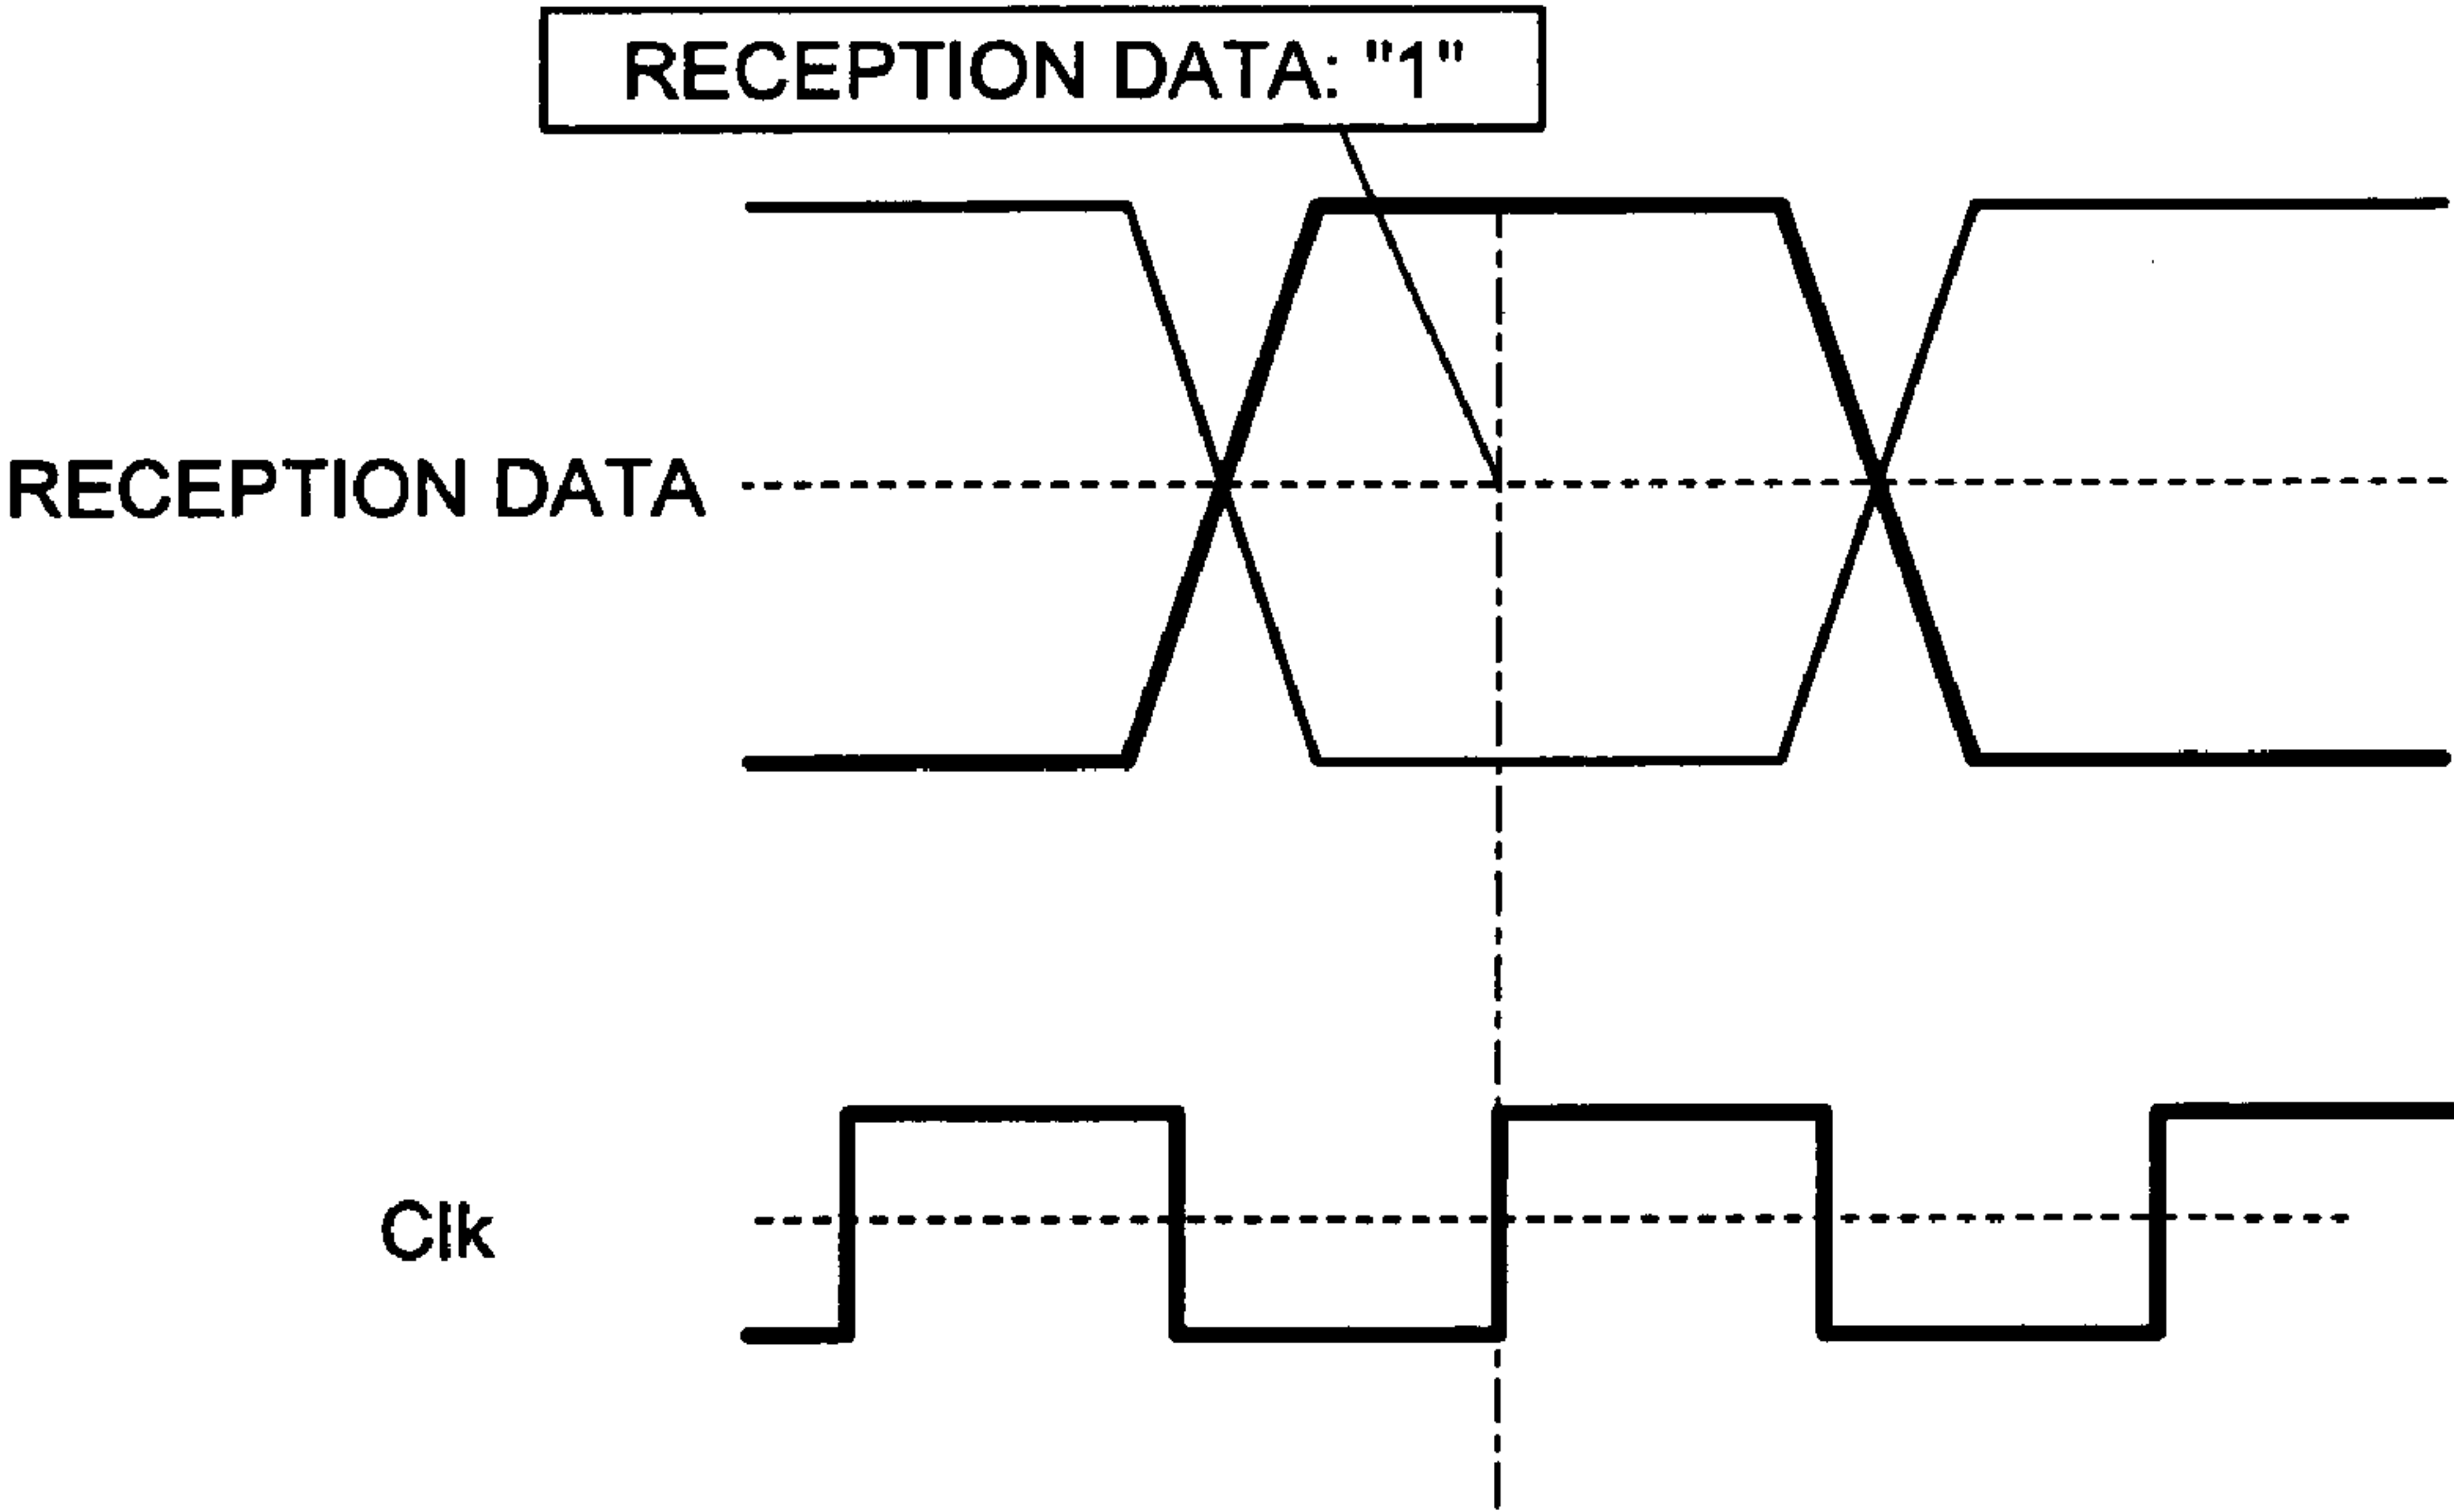 RECEPTION DATA: "1"
RECEPTION DATA
Clk